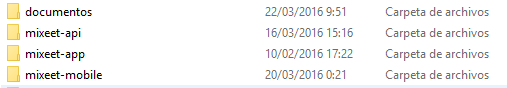 documentos 22/03/2016 9:51 Carpeta de archivos
mixeet-api 16/03/2016 15:16 Carpeta de archivos
mixeet-app 10/02/2016 17:22 Carpeta de archivos
mixeet-mobile 20/03/2016 0:21 Carpeta de archivos